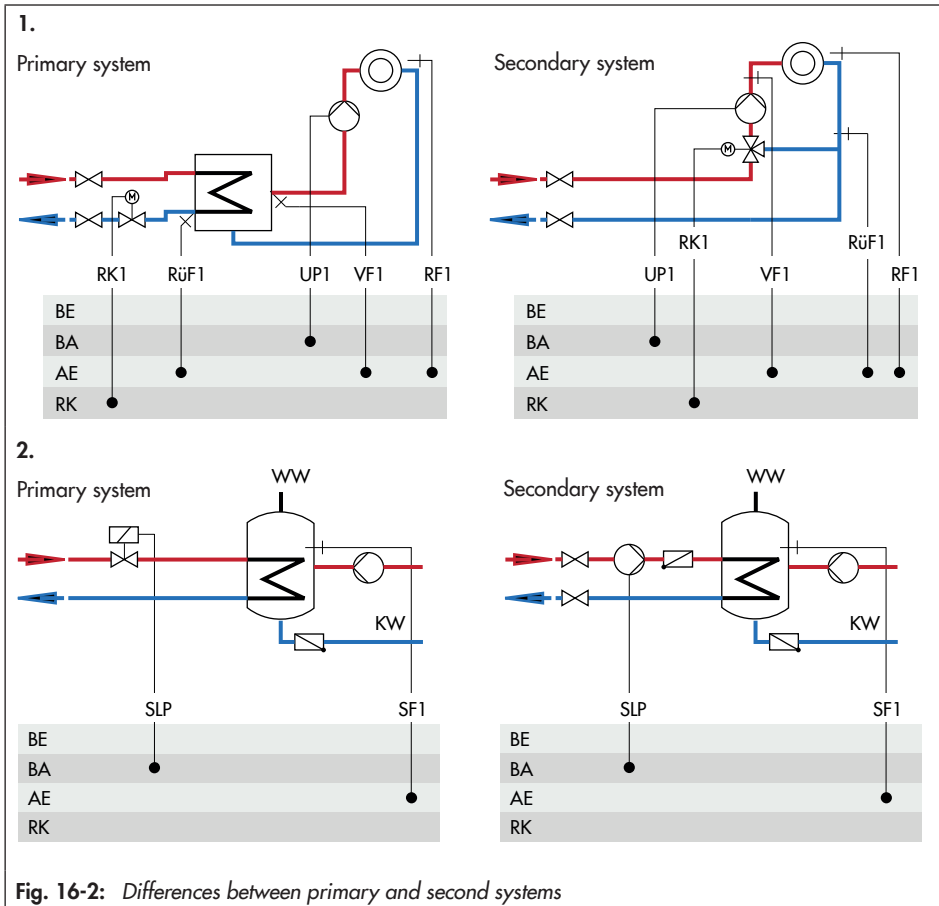 1.
Primary system
Secondary system
M
M
RK1
RK1 RüF1 UP1 VF1 RF1
UP1 VF1 RüF1 RF1
BE
BA
AE
RK
BE
BA
AE
RK
2.
Primary system
WW
KW
Secondary system
WW
KW
SLP SF1
SLP SF1
BE
BA
AE
RK
BE
BA
AE
RK
Fig. 16-2: Differences between primary and second systems